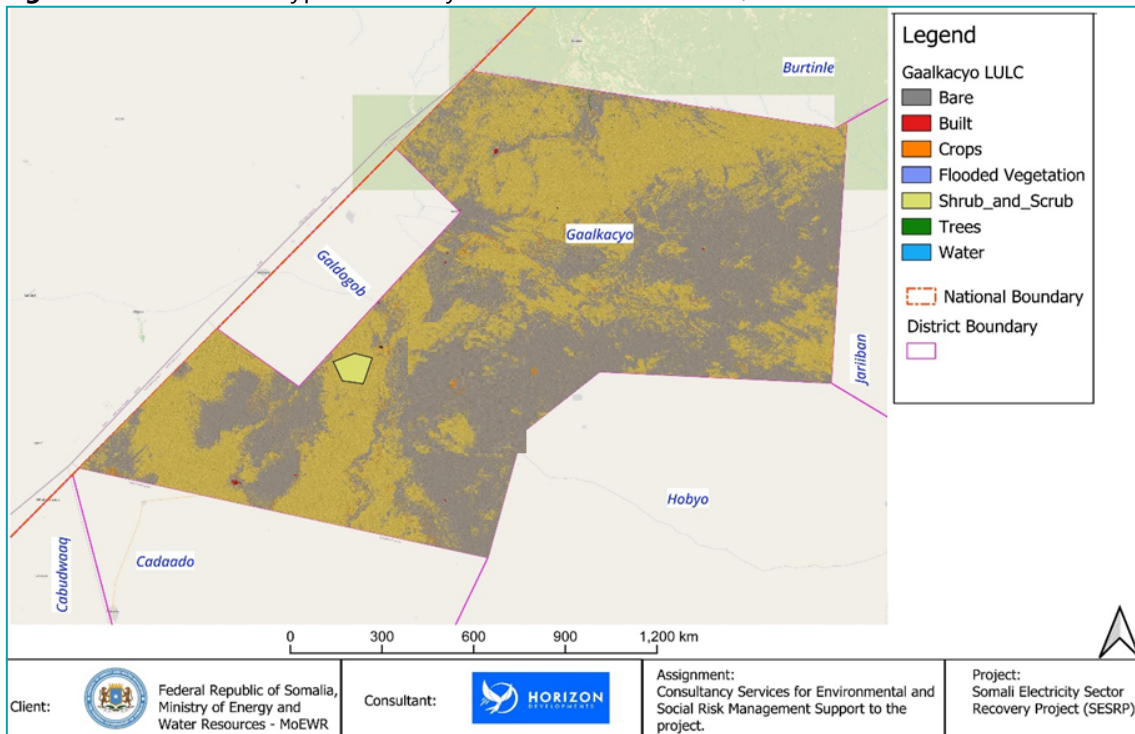 Burtinle
Gaalkacyo
Galdogob
Jariiban
Hobyo
Cadaado
Cabudwaaq
Legend
Gaalkacyo LULC
Bare
Built
Crops
Flooded Vegetation
Shrub_and_Scrub
Trees
Water
National Boundary
District Boundary
0 300 600 900 1,200 km
Client:
Federal Republic of Somalia,
Ministry of Energy and
Water Resources - MoEWR
Consultant:
HORIZON
DEVELOPMENTS
Assignment:
Consultancy Services for Environmental and
Social Risk Management Support to the
project.
Project:
Somali Electricity Sector
Recovery Project (SESRP)